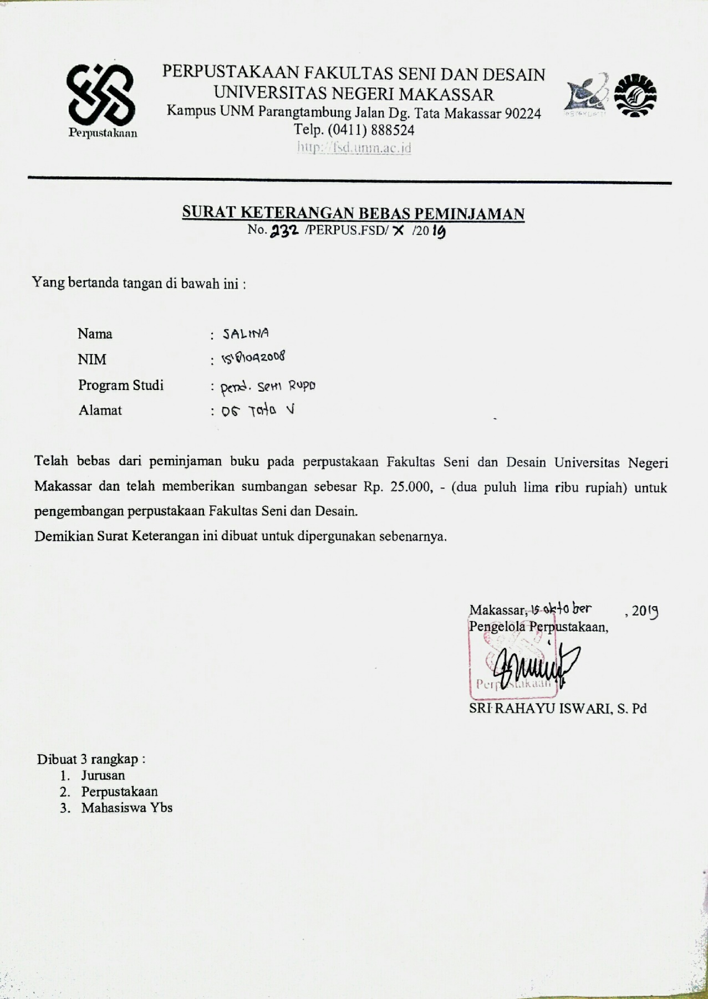 PERPUSTAKAAN FAKULTAS SENI DAN DESAIN
UNIVERSITAS NEGERI MAKASSAR
Kampus UNM Parangtambung Jalan Dg. Tata Makassar 90224
Telp. (0411) 888524
http://fsd.unm.ac.id
Perpustakaan
SURAT KETERANGAN BEBAS PEMINJAMAN
No. 232 /PERPUS.FSD/ X /2019
Yang bertanda tangan di bawah ini :
Nama : SALINA
NIM :
Program Studi : Pend. Seni Rupa
Alamat : DG Tata V
Telah bebas dari peminjaman buku pada perpustakaan Fakultas Seni dan Desain Universitas Negeri
Makassar dan telah memberikan sumbangan sebesar Rp. 25.000, - (dua puluh lima ribu rupiah) untuk
pengembangan perpustakaan Fakultas Seni dan Desain.
Demikian Surat Keterangan ini dibuat untuk dipergunakan sebenarnya.
Makassar, 15 oktober , 2019
Pengelola Perpustakaan,
Perpustakaan
SRI RAHAYU ISWARI, S. Pd
Dibuat 3 rangkap :
1. Jurusan
2. Perpustakaan
3. Mahasiswa Ybs